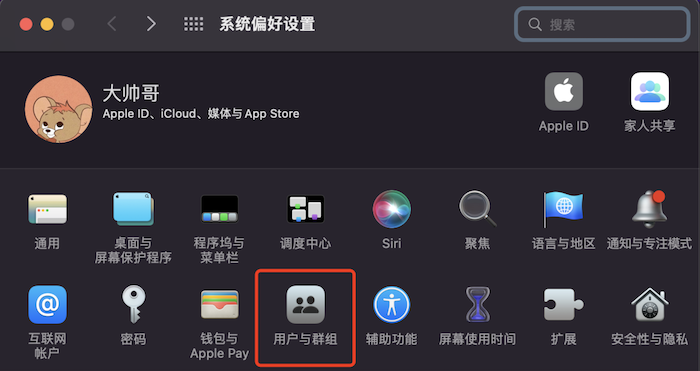 系统偏好设置
搜索
大帅哥
Apple ID、iCloud、媒体与 App Store
Apple ID
家人共享
通用
桌面与
屏幕保护程序
程序坞与
菜单栏
调度中心
Siri
聚焦
语言与地区
通知与专注模式
互联网
帐户
密码
钱包与
Apple Pay
用户与群组
辅助功能
屏幕使用时间
扩展
安全性与隐私